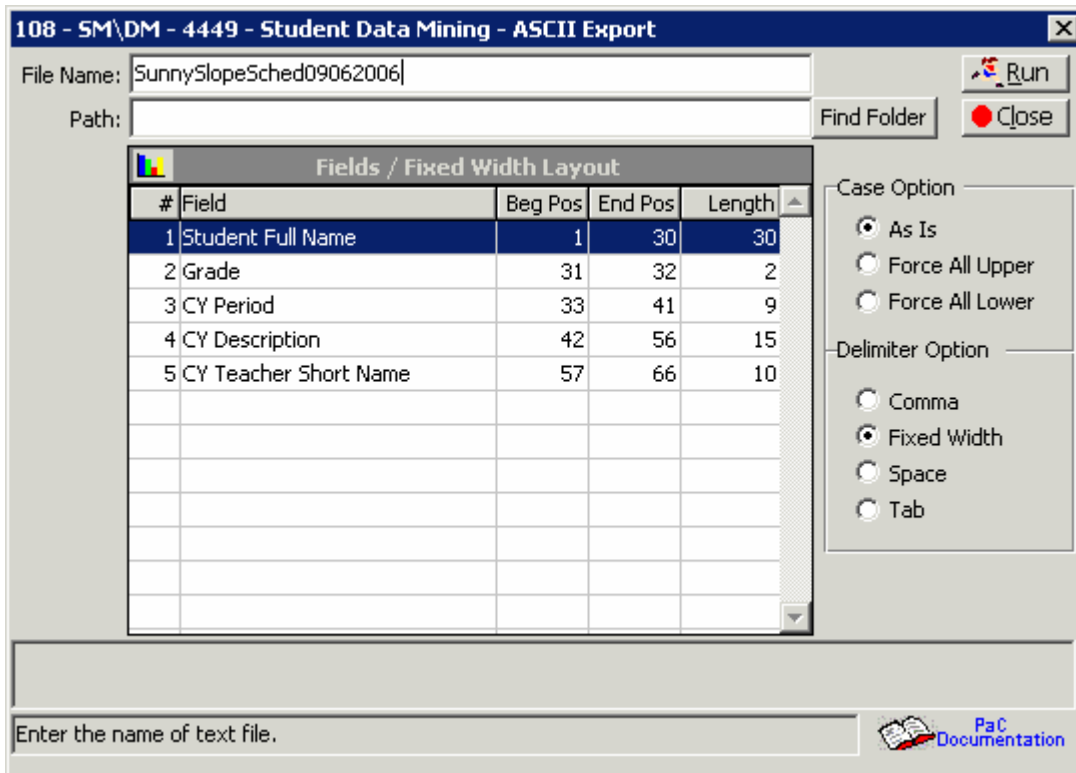 108 - SM\DM - 4449 - Student Data Mining - ASCII Export
File Name: SunnySlopeSched09062006
Run
Path:
Find Folder
Close
Fields / Fixed Width Layout
# Field Beg Pos End Pos Length
1 Student Full Name 1 30 30
2 Grade 31 32 2
3 CY Period 33 41 9
4 CY Description 42 56 15
5 CY Teacher Short Name 57 66 10
Case Option
As Is
Force All Upper
Force All Lower
Delimiter Option
Comma
Fixed Width
Space
Tab
Enter the name of text file.
PaC
Documentation